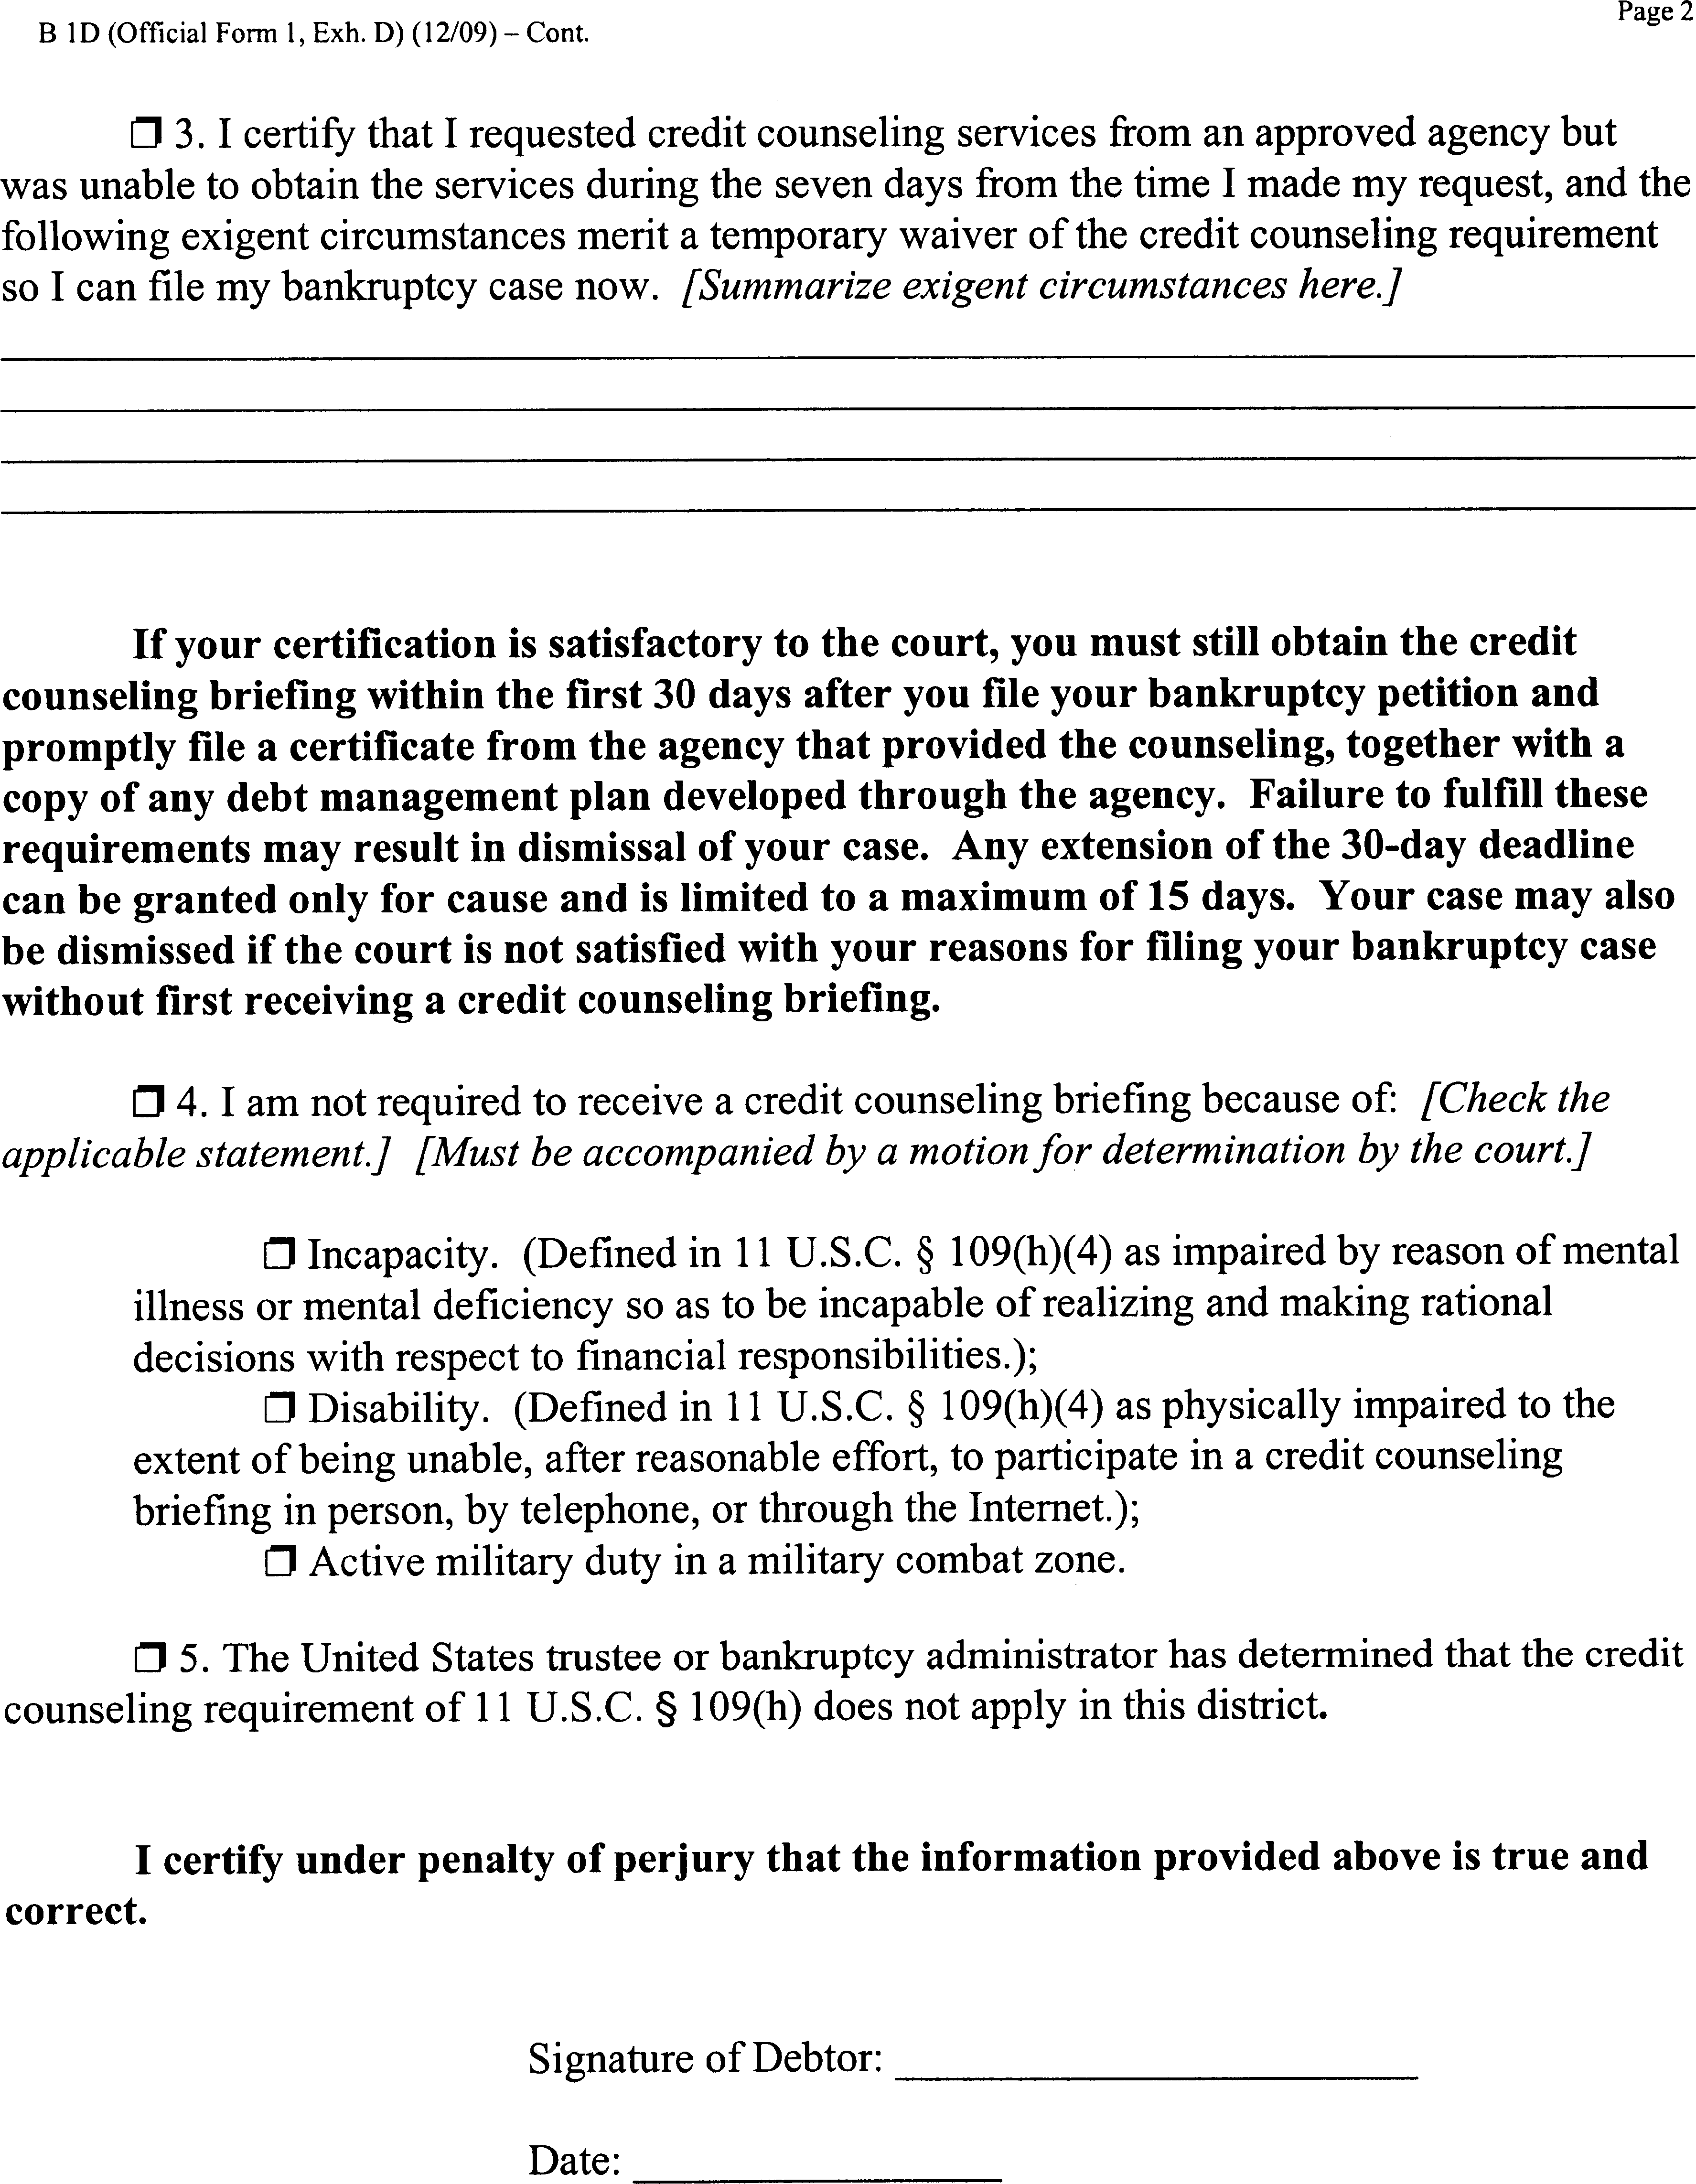 Page 2
B 1D (Official Form 1, Exh. D) (12/09) – Cont.
❐ 3. I certify that I requested credit counseling services from an approved agency but
was unable to obtain the services during the seven days from the time I made my request, and the
following exigent circumstances merit a temporary waiver of the credit counseling requirement
so I can file my bankruptcy case now. [Summarize exigent circumstances here.]
If your certification is satisfactory to the court, you must still obtain the credit
counseling briefing within the first 30 days after you file your bankruptcy petition and
promptly file a certificate from the agency that provided the counseling, together with a
copy of any debt management plan developed through the agency. Failure to fulfill these
requirements may result in dismissal of your case. Any extension of the 30-day deadline
can be granted only for cause and is limited to a maximum of 15 days. Your case may also
be dismissed if the court is not satisfied with your reasons for filing your bankruptcy case
without first receiving a credit counseling briefing.
❐ 4. I am not required to receive a credit counseling briefing because of: [Check the
applicable statement.] [Must be accompanied by a motion for determination by the court.]
❐ Incapacity. (Defined in 11 U.S.C. § 109(h)(4) as impaired by reason of mental
illness or mental deficiency so as to be incapable of realizing and making rational
decisions with respect to financial responsibilities.);
❐ Disability. (Defined in 11 U.S.C. § 109(h)(4) as physically impaired to the
extent of being unable, after reasonable effort, to participate in a credit counseling
briefing in person, by telephone, or through the Internet.);
❐ Active military duty in a military combat zone.
❐ 5. The United States trustee or bankruptcy administrator has determined that the credit
counseling requirement of 11 U.S.C. § 109(h) does not apply in this district.
I certify under penalty of perjury that the information provided above is true and
correct.
Signature of Debtor:
Date: